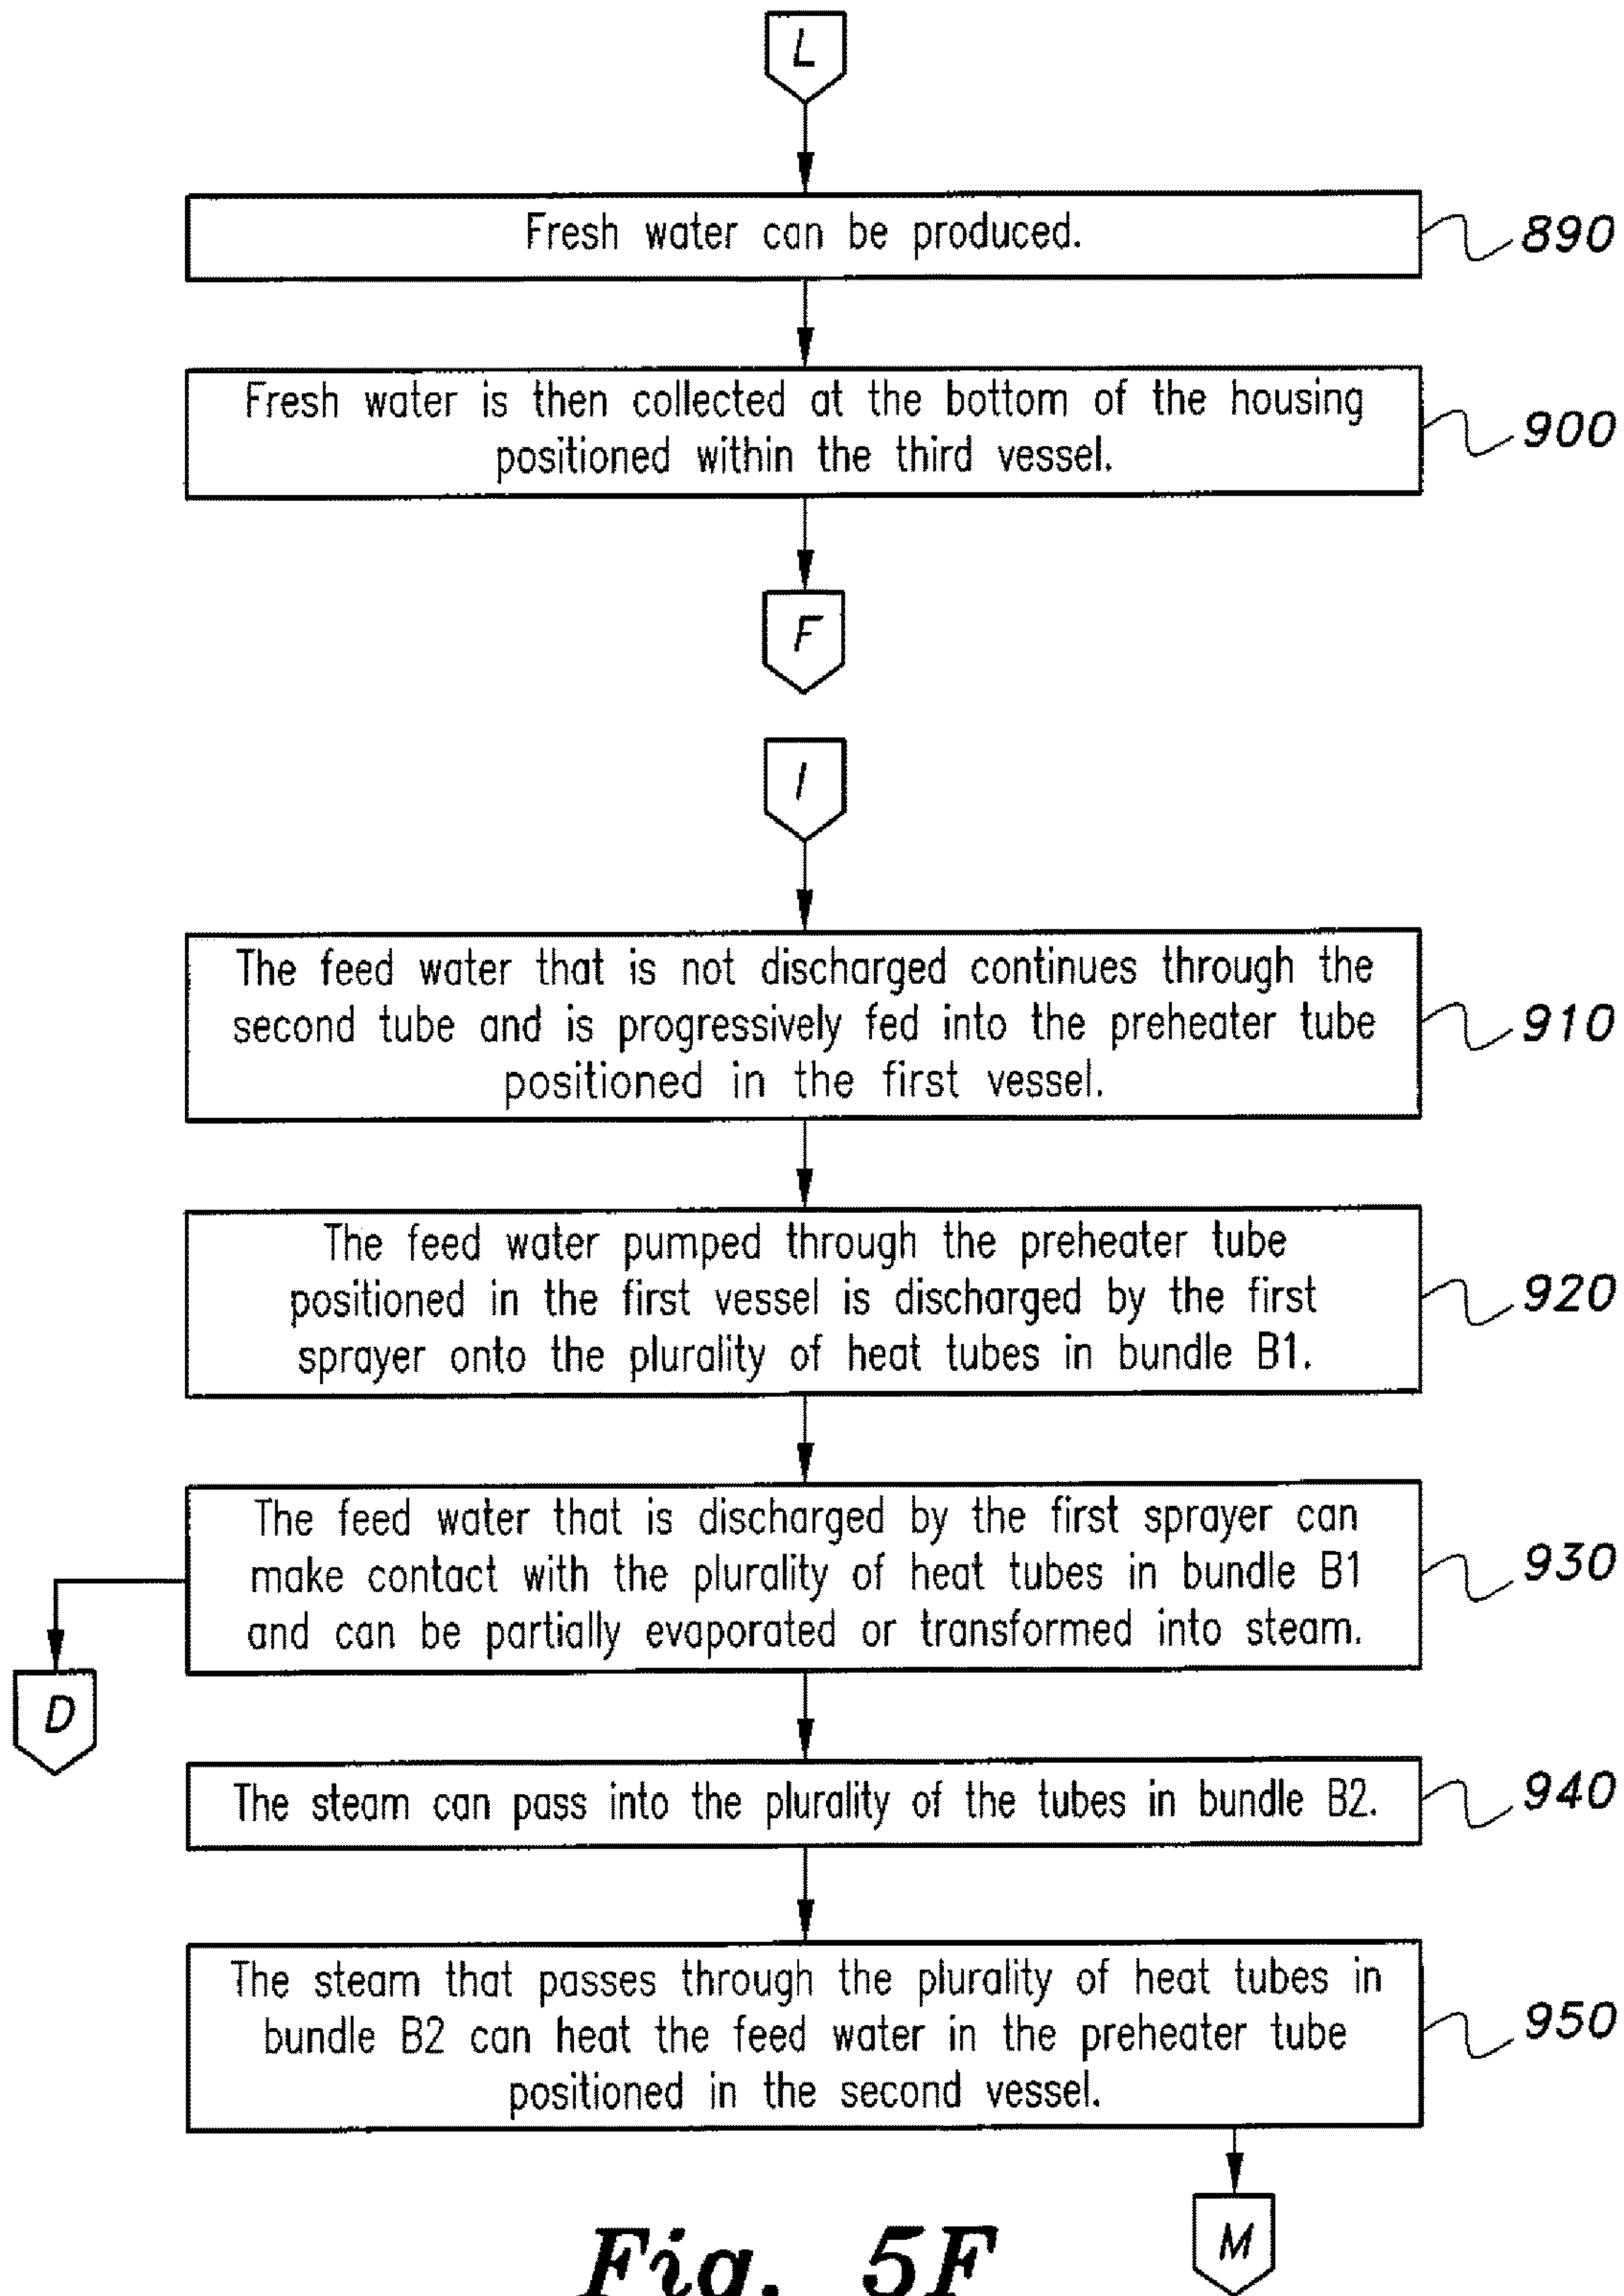 L
Fresh water can be produced.
890
Fresh water is then collected at the bottom of the housing
positioned within the third vessel.
900
F
I
The feed water that is not discharged continues through the
second tube and is progressively fed into the preheater tube
positioned in the first vessel.
910
The feed water pumped through the preheater tube
positioned in the first vessel is discharged by the first
sprayer onto the plurality of heat tubes in bundle B1.
920
The feed water that is discharged by the first sprayer can
make contact with the plurality of heat tubes in bundle B1
and can be partially evaporated or transformed into steam.
930
D
The steam can pass into the plurality of the tubes in bundle B2.
940
The steam that passes through the plurality of heat tubes in
bundle B2 can heat the feed water in the preheater tube
positioned in the second vessel.
950
M
Fig. 5F